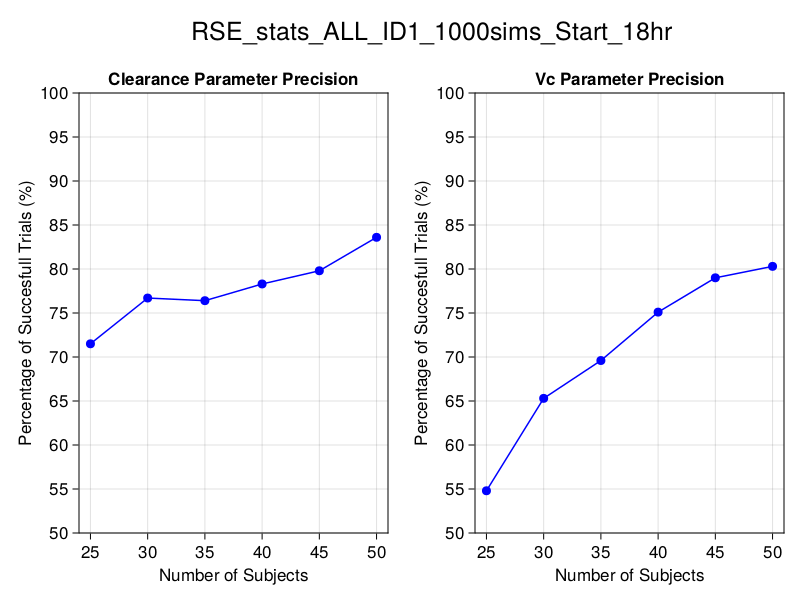 RSE_stats_ALL_ID1_1000sims_Start_18hr
Clearance Parameter Precision
Percentage of Succesfull Trials (%)
100
95
90
85
80
75
70
65
60
55
50
25 30 35 40 45 50
Number of Subjects
Vc Parameter Precision
Percentage of Succesfull Trials (%)
100
95
90
85
80
75
70
65
60
55
50
25 30 35 40 45 50
Number of Subjects